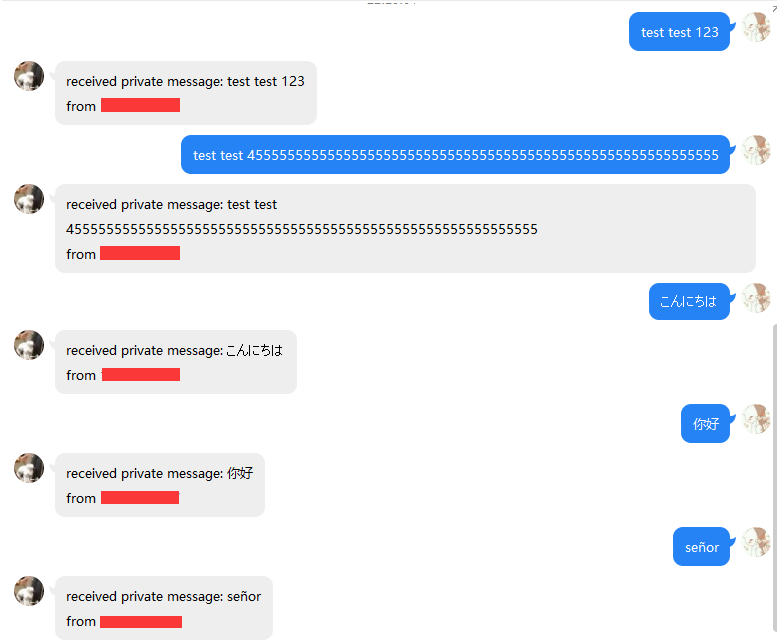 test test 123
received private message: test test 123
from
test test 45555555555555555555555555555555555555555555555555555555555
received private message: test test
45555555555555555555555555555555555555555555555555555555555
from
こんにちは
received private message: こんにちは
from
你好
received private message: 你好
from
señor
received private message: señor
from